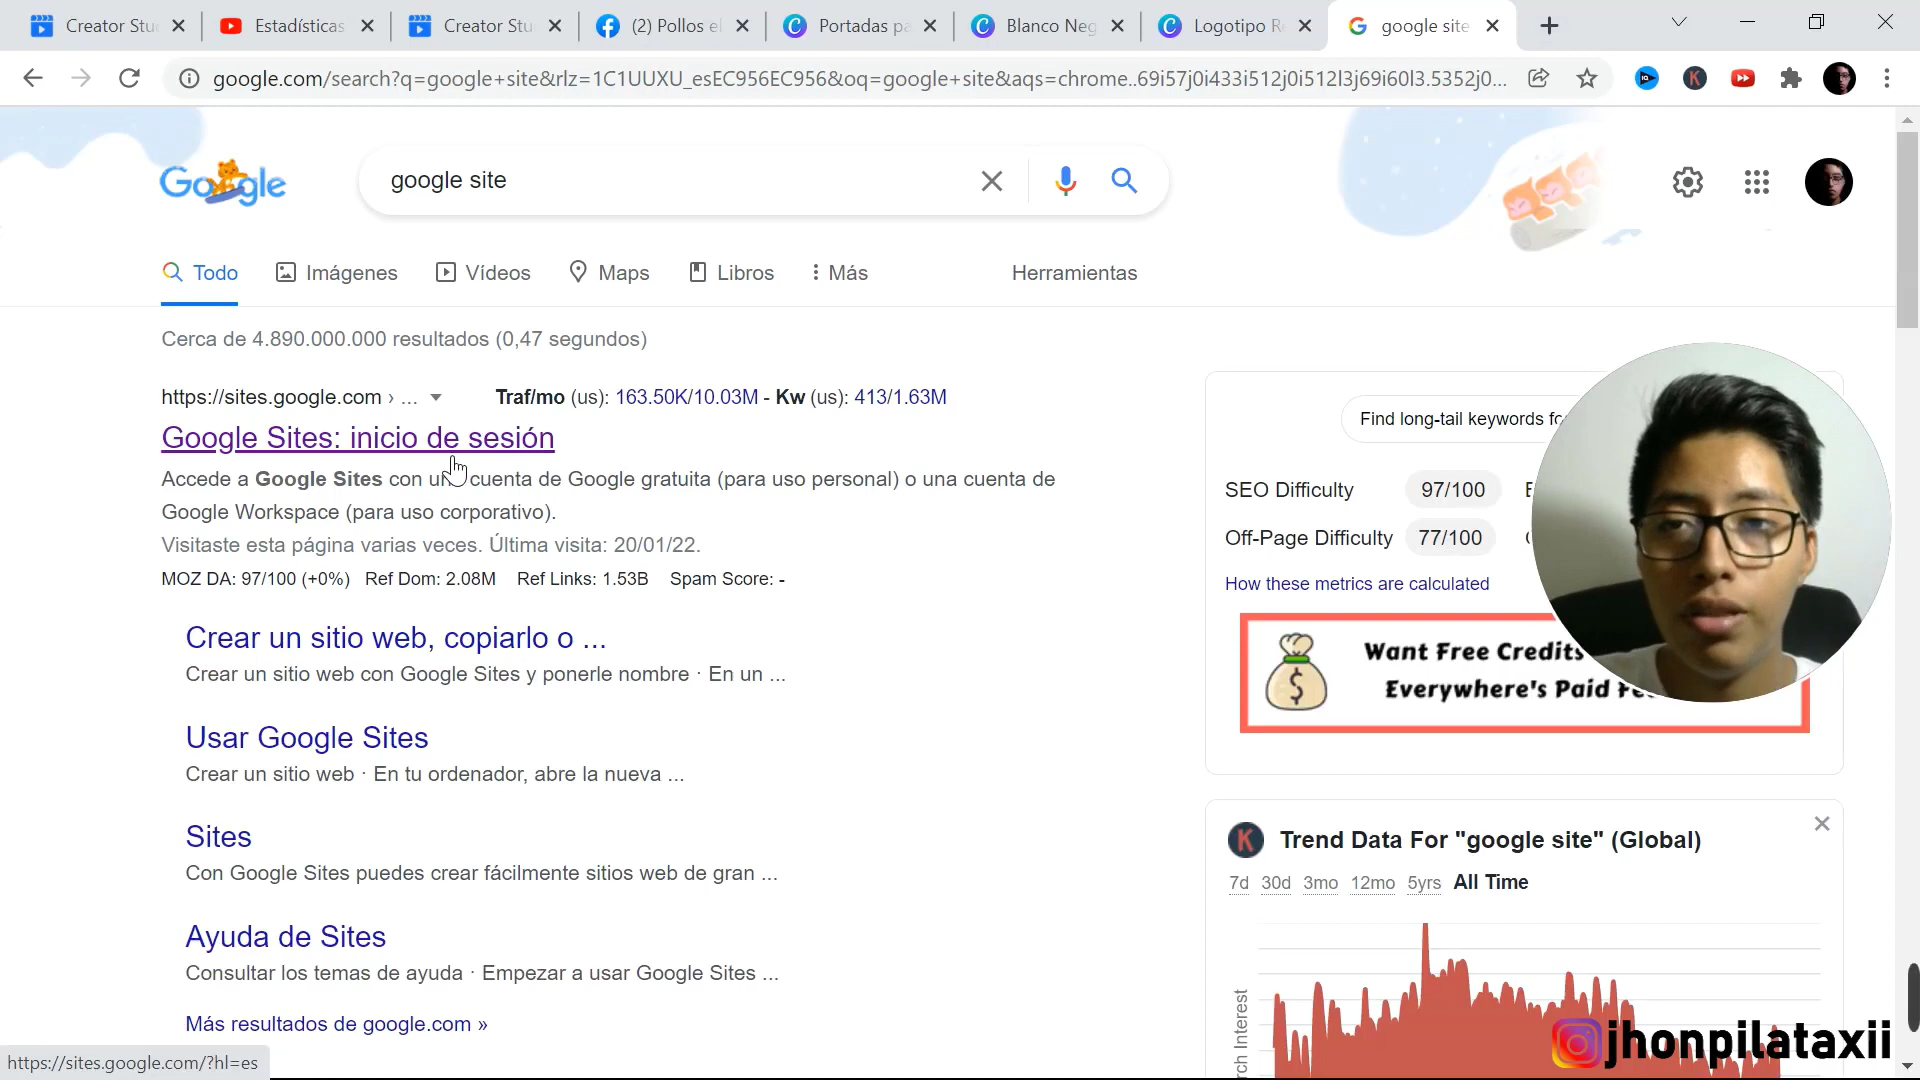 Creator Stu
Estadísticas
Creator Stu
(2) Pollos el
Portadas pa
Blanco Neg
Logotipo R
google site
google.com/search?q=google+site&rlz=1C1UUXU_esEC956EC956&oq=google+site&aqs=chrome..69i57j0i433i512j0i512l3j69i60l3.5352j0...
Google
google site
Todo
Imágenes
Vídeos
Maps
Libros
Más
Herramientas
Cerca de 4.890.000.000 resultados (0,47 segundos)
https://sites.google.com › ...
Traf/mo (us): 163.50K/10.03M - Kw (us): 413/1.63M
Google Sites: inicio de sesión
Accede a Google Sites con un cuenta de Google gratuita (para uso personal) o una cuenta de
Google Workspace (para uso corporativo).
Visitaste esta página varias veces. Última visita: 20/01/22.
MOZ DA: 97/100 (+0%) Ref Dom: 2.08M Ref Links: 1.53B Spam Score: -
Crear un sitio web, copiarlo o ...
Crear un sitio web con Google Sites y ponerle nombre · En un ...
Usar Google Sites
Crear un sitio web · En tu ordenador, abre la nueva ...
Sites
Con Google Sites puedes crear fácilmente sitios web de gran ...
Ayuda de Sites
Consultar los temas de ayuda · Empezar a usar Google Sites ...
Más resultados de google.com »
https://sites.google.com/?hl=es
Find long-tail keywords fo
SEO Difficulty 97/100
Off-Page Difficulty 77/100
How these metrics are calculated
Want Free Credits
Everywhere's Paid
K
Trend Data For "google site" (Global)
7d 30d 3mo 12mo 5yrs All Time
rch Interest
jhonpilataxii